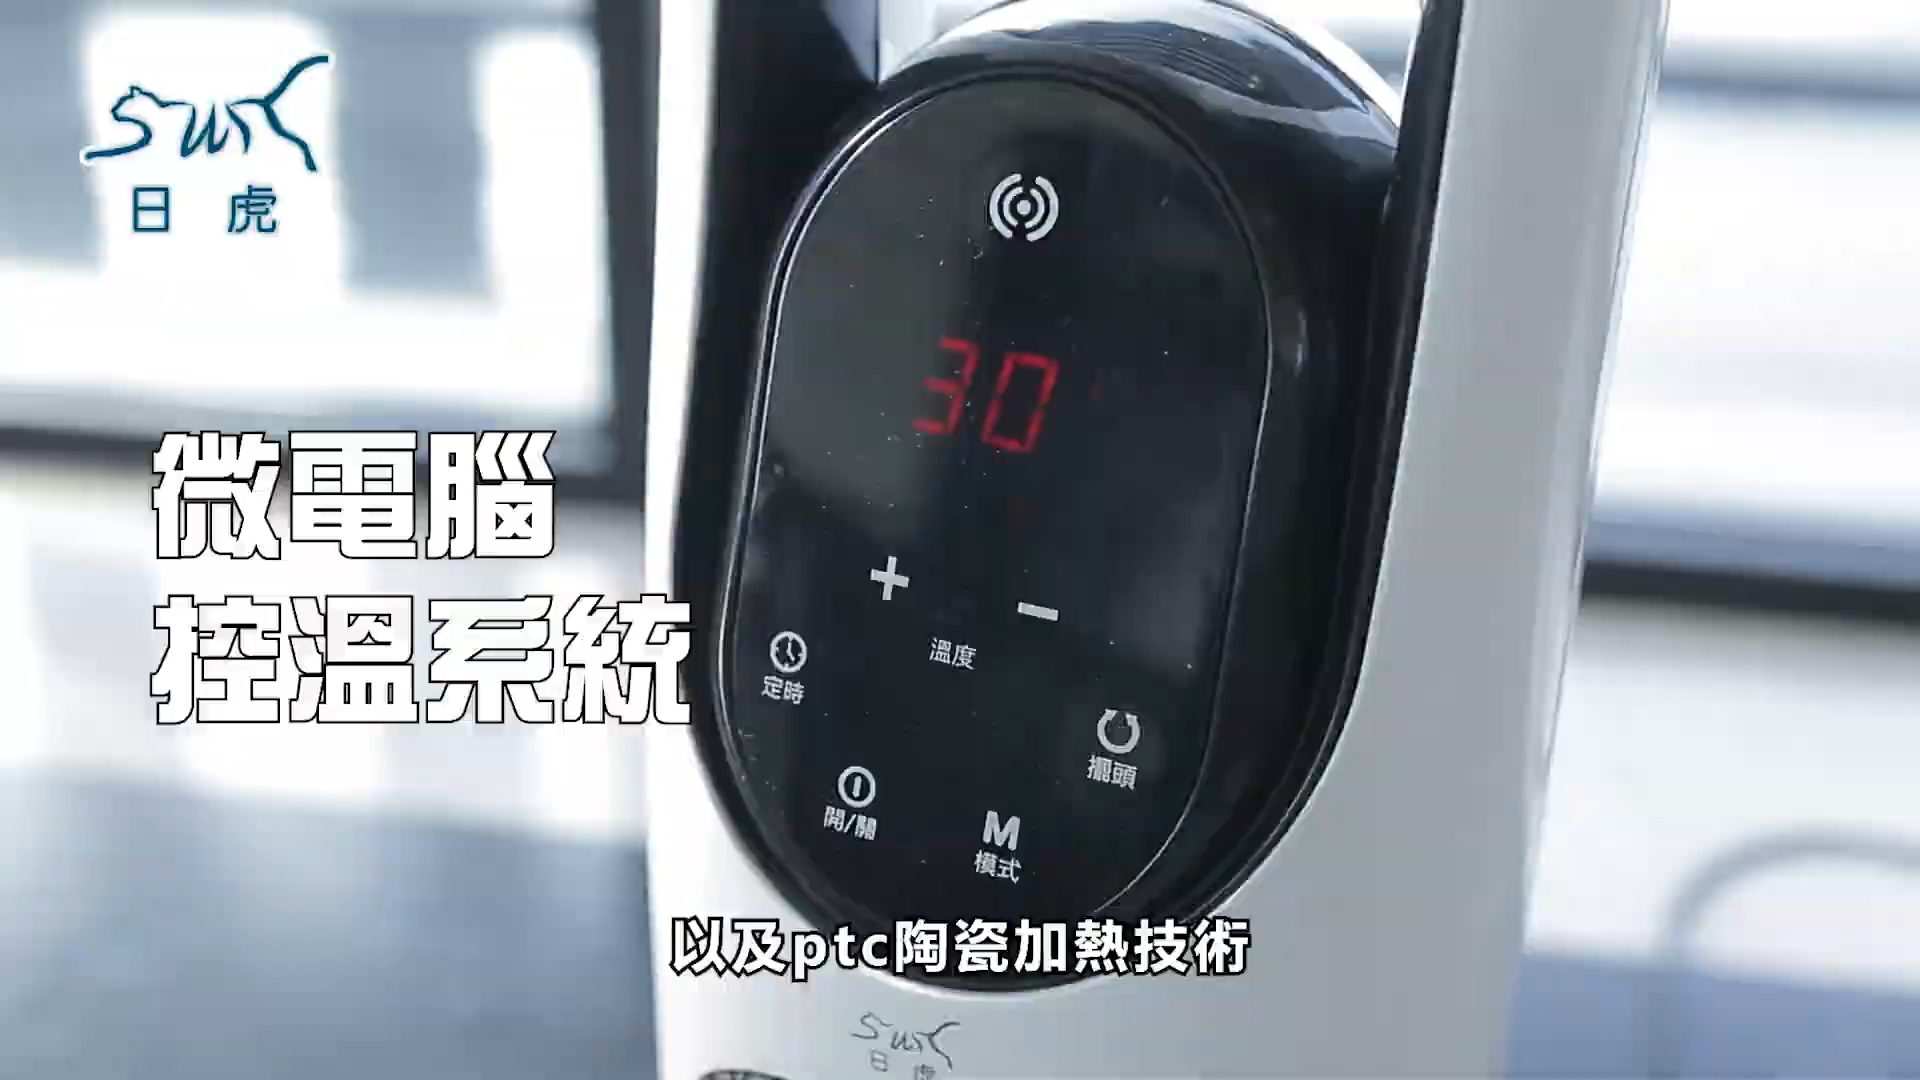 SUN
日 虎
30
微電腦
控溫系統
+ −
溫度
定時
擺頭
開/關
M
模式
以及ptc陶瓷加熱技術
日 虎